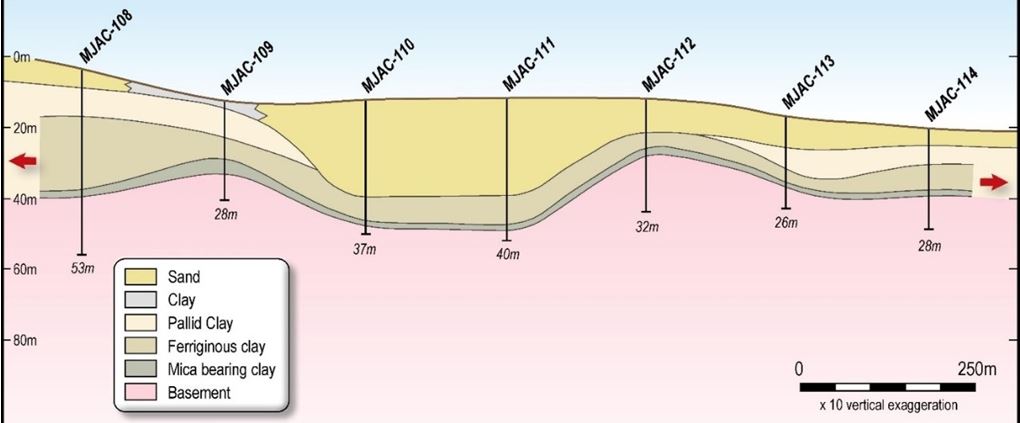 MJAC-108
MJAC-109
MJAC-110
MJAC-111
MJAC-112
MJAC-113
MJAC-114
0m
20m
40m
60m
80m
53m
28m
37m
40m
32m
26m
28m
Sand
Clay
Pallid Clay
Ferriginous clay
Mica bearing clay
Basement
0 250m
x 10 vertical exaggeration